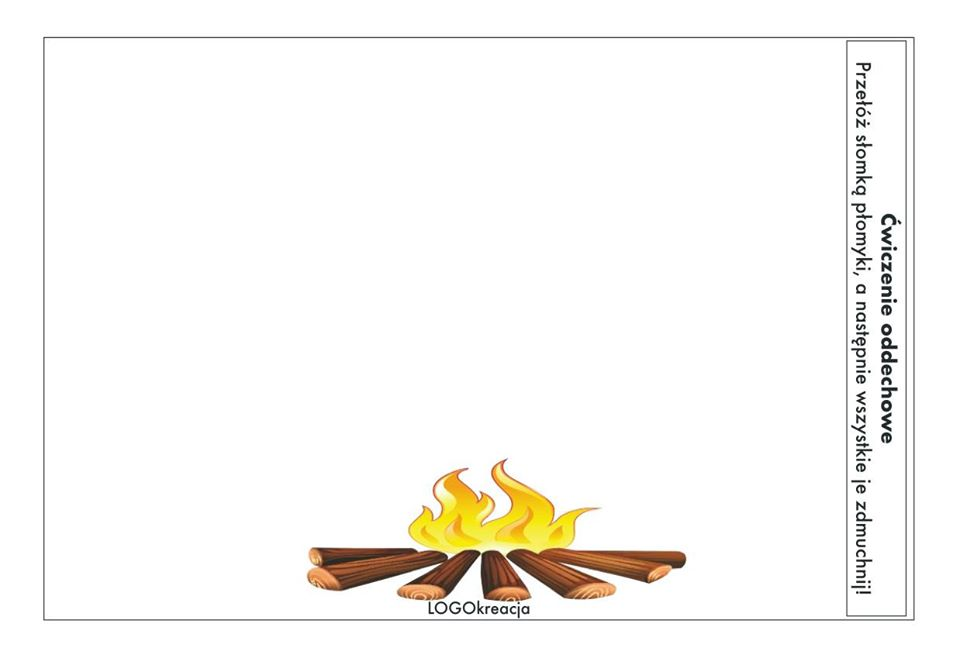 Ćwiczenie oddechowe
Przełóż słomką płomyki, a następnie wszystkie je zdmuchnij!
LOGOkreacja